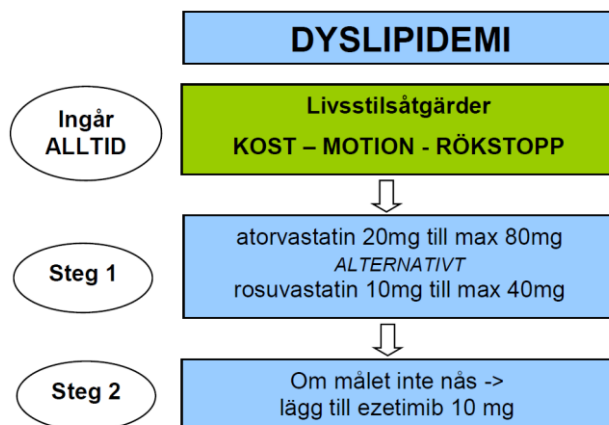 DYSLIPIDEMI
Ingår
ALLTID
Livsstilsåtgärder
KOST – MOTION - RÖKSTOPP
Steg 1
atorvastatin 20mg till max 80mg
ALTERNATIVT
rosuvastatin 10mg till max 40mg
Steg 2
Om målet inte nås ->
lägg till ezetimib 10 mg